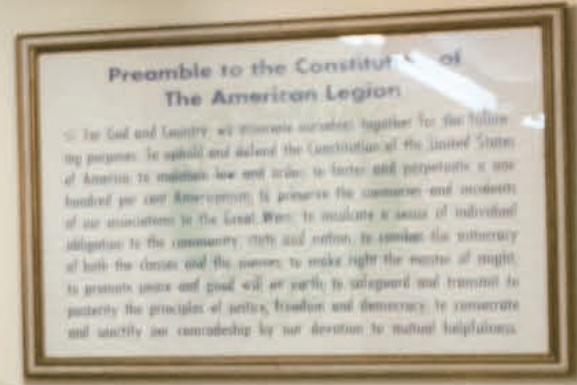 Preamble to the Constitut of
The American Legion
For God and Country, we associate ourselves together for the follow-
ing purposes: To uphold and defend the Constitution of the United States
of America; to maintain law and order; to foster and perpetuate a one
hundred per cent Americanism; to preserve the memories and incidents
of our associations in the Great Wars; to inculcate a sense of individual
obligation to the community, state and nation; to combat the autocracy
of both the classes and the masses; to make right the master of might;
to promote peace and good will on earth; to safeguard and transmit to
posterity the principles of justice, freedom and democracy; to consecrate
and sanctify our comradeship by our devotion to mutual helpfulness.